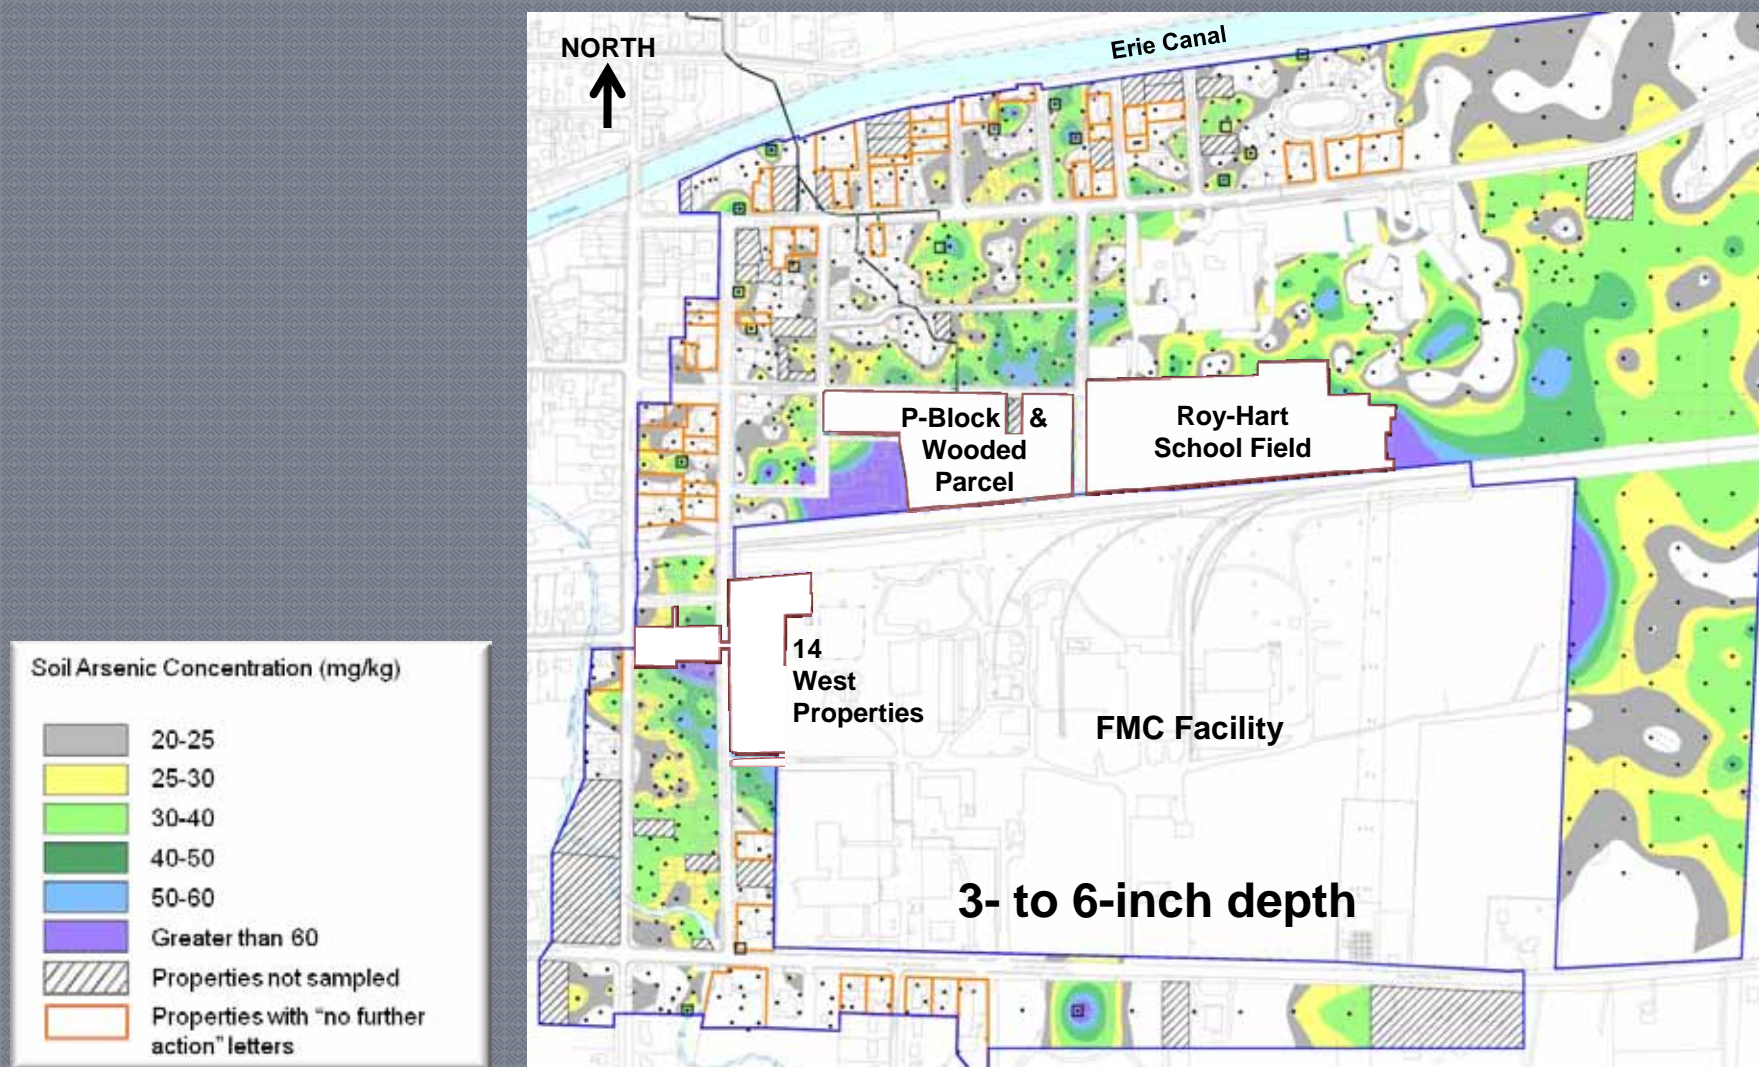 NORTH
Erie Canal
P-Block &
Wooded
Parcel
Roy-Hart
School Field
14
West
Properties
FMC Facility
3- to 6-inch depth
Soil Arsenic Concentration (mg/kg)
20-25
25-30
30-40
40-50
50-60
Greater than 60
Properties not sampled
Properties with "no further
action" letters